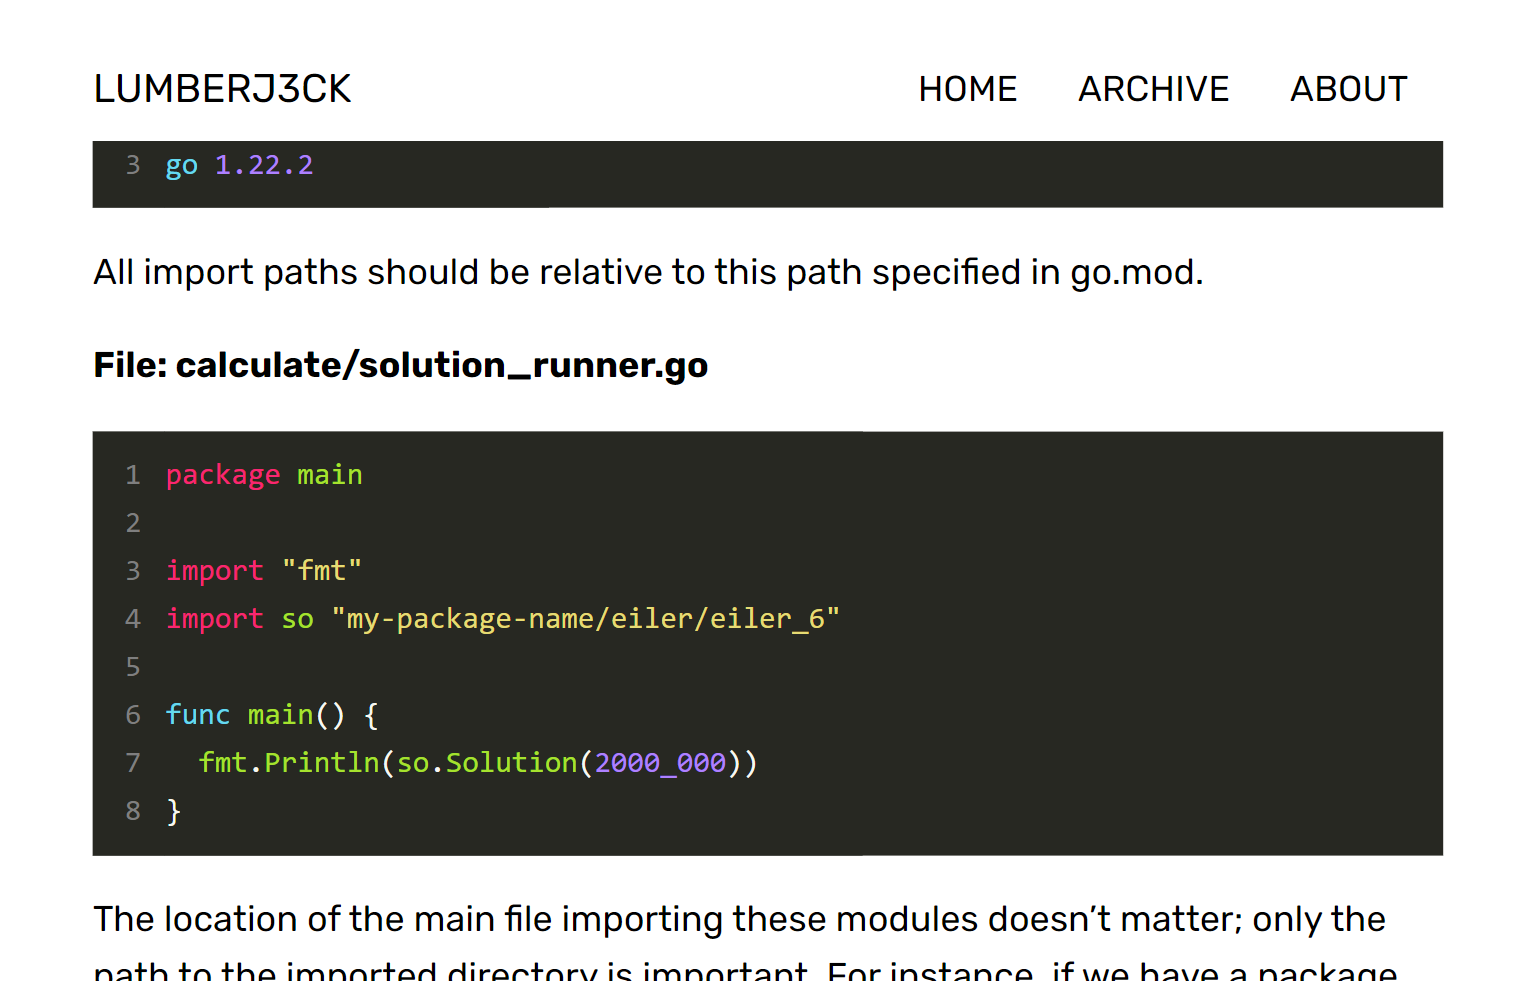 LUMBERJ3CK HOME ARCHIVE ABOUT
3 go 1.22.2
All import paths should be relative to this path specified in go.mod.
File: calculate/solution_runner.go
1 package main
2
3 import "fmt"
4 import so "my-package-name/eiler/eiler_6"
5
6 func main() {
7   fmt.Println(so.Solution(2000_000))
8 }
The location of the main file importing these modules doesn’t matter; only the
path to the imported directory is important. For instance, if we have a package